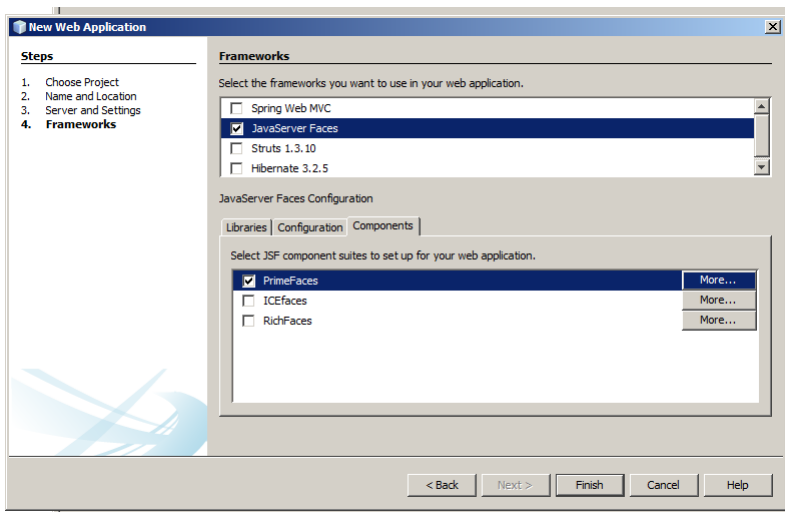 New Web Application
Steps
1. Choose Project
2. Name and Location
3. Server and Settings
4. Frameworks
Frameworks
Select the frameworks you want to use in your web application.
Spring Web MVC
JavaServer Faces
Struts 1.3.10
Hibernate 3.2.5
JavaServer Faces Configuration
Libraries Configuration Components
Select JSF component suites to set up for your web application.
PrimeFaces More...
ICEfaces More...
RichFaces More...
< Back Next > Finish Cancel Help